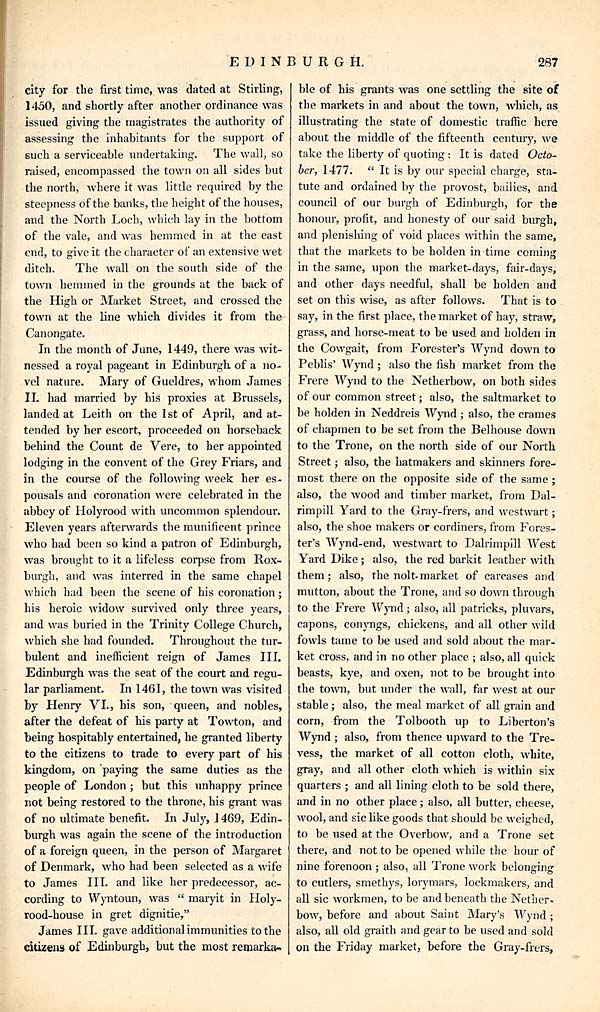 EDINBURGH.
287
city for the first time, was dated at Stirling,
1450, and shortly after another ordinance was
issued giving the magistrates the authority of
assessing the inhabitants for the support of
such a serviceable undertaking. The wall, so
raised, encompassed the town on all sides but
the north, where it was little required by the
steepness of the banks, the height of the houses,
and the North Loch, which lay in the bottom
of the vale, and was hemmed in at the east
end, to give it the character of an extensive wet
ditch. The wall on the south side of the
town hemmed in the grounds at the back of
the High or Market Street, and crossed the
town at the line which divides it from the
Canongate.
In the month of June, 1449, there was wit-
nessed a royal pageant in Edinburgh of a no-
vel nature. Mary of Gueldres, whom James
II. had married by his proxies at Brussels,
landed at Leith on the 1st of April, and at-
tended by her escort, proceeded on horseback
behind the Count de Vere, to her appointed
lodging in the convent of the Grey Friars, and
in the course of the following week her es-
pousals and coronation were celebrated in the
abbey of Holyrood with uncommon splendour.
Eleven years afterwards the munificent prince
who had been so kind a patron of Edinburgh,
was brought to it a lifeless corpse from Rox-
burgh, and was interred in the same chapel
which had been the scene of his coronation;
his heroic widow survived only three years,
and was buried in the Trinity College Church,
which she had founded. Throughout the tur-
bulent and inefficient reign of James III.
Edinburgh was the seat of the court and regu-
lar parliament. In 1461, the town was visited
by Henry VI., his son, queen, and nobles,
after the defeat of his party at Towton, and
being hospitably entertained, he granted liberty
to the citizens to trade to every part of his
kingdom, on paying the same duties as the
people of London; but this unhappy prince
not being restored to the throne, his grant was
of no ultimate benefit. In July, 1469, Edin-
burgh was again the scene of the introduction
of a foreign queen, in the person of Margaret
of Denmark, who had been selected as a wife
to James III. and like her predecessor, ac-
cording to Wyntoun, was “ maryit in Holy-
rood-house in gret dignitie,”
James III. gave additional immunities to the
citizens of Edinburgh, but the most remarka-
ble of his grants was one settling the site of
the markets in and about the town, which, as
illustrating the state of domestic traffic here
about the middle of the fifteenth century, we
take the liberty of quoting: It is dated Octo-
ber, 1477. “ It is by our special charge, sta-
tute and ordained by the provost, bailies, and
council of our burgh of Edinburgh, for the
honour, profit, and honesty of our said burgh,
and plenishing of void places within the same,
that the markets to be holden in time coming
in the same, upon the market-days, fair-days,
and other days needful, shall be holden and
set on this wise, as after follows. That is to
say, in the first place, the market of hay, straw,
grass, and horse-meat to be used and holden in
the Cowgait, from Forester's Wynd down to
Peblis' Wynd; also the fish market from the
Frere Wynd to the Netherbow, on both sides
of our common street; also, the saltmarket to
be holden in Neddreis Wynd; also, the crames
of chapmen to be set from the Belhouse down
to the Trone, on the north side of our North
Street; also, the hatmakers and skinners fore-
most there on the opposite side of the same;
also, the wood and timber market, from Dal-
rimpill Yard to the Gray-frers, and westwart;
also, the shoe makers or cordiners, from Fores-
ter's Wynd-end, westwart to Dalrimpill West
Yard Dike; also, the red barkit leather with
them; also, the nolt-market of carcases and
mutton, about the Trone, and so down through
to the Frere Wynd; also, all patricks, pluvars,
capons, conyngs, chickens, and all other wild
fowls tame to be used and sold about the mar-
ket cross, and in no other place; also, all quick
beasts, kye, and oxen, not to be brought into
the town, but under the wall, far west at our
stable; also, the meal market of all grain and
corn, from the Tolbooth up to Liberton's
Wynd; also, from thence upward to the Tre-
vess, the market of all cotton cloth, white,
gray, and all other cloth which is within six
quarters; and all lining cloth to be sold there,
and in no other place; also, all butter, cheese,
wool, and sic like goods that should be weighed,
to be used at the Overbow, and a Trone set
there, and not to be opened while the hour of
nine forenoon; also, all Trone work belonging
to cutlers, smethys, lorymars, lockmakers, and
all sic workmen, to be and beneath the Nether-
bow, before and about Saint Mary's Wynd;
also, all old graith and gear to be used and sold
on the Friday market, before the Gray-frers,